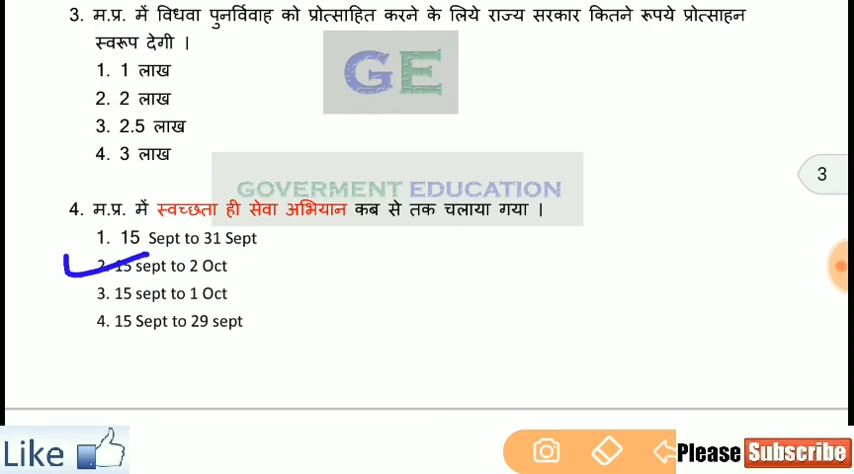 3. म.प्र. में विधवा पुनर्विवाह को प्रोत्साहित करने के लिये राज्य सरकार कितने रूपये प्रोत्साहन
स्वरूप देगी ।
GE
1. 1 लाख
2. 2 लाख
3. 2.5 लाख
4. 3 लाख
3
GOVERMENT EDUCATION
4. म.प्र. में स्वच्छता ही सेवा अभियान कब से तक चलाया गया ।
1. 15 Sept to 31 Sept
2. 15 sept to 2 Oct
3. 15 sept to 1 Oct
4. 15 Sept to 29 sept
Like
Please Subscribe